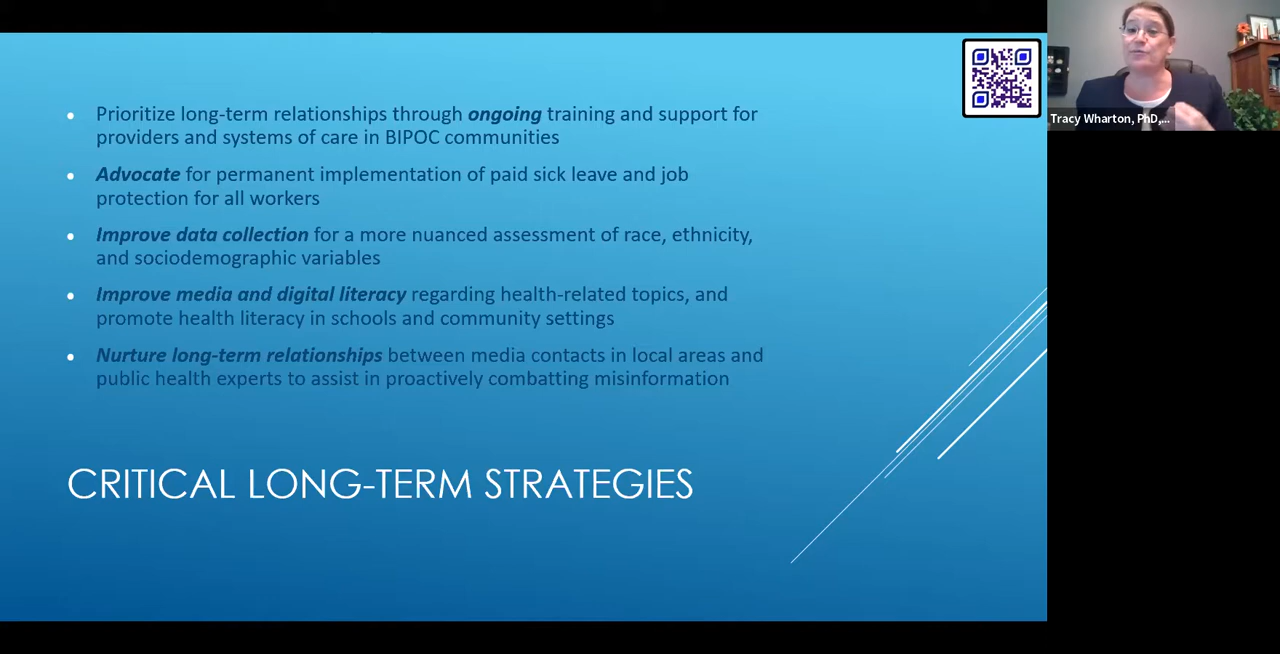 Prioritize long-term relationships through ongoing training and support for
providers and systems of care in BIPOC communities
Advocate for permanent implementation of paid sick leave and job
protection for all workers
Improve data collection for a more nuanced assessment of race, ethnicity,
and sociodemographic variables
Improve media and digital literacy regarding health-related topics, and
promote health literacy in schools and community settings
Nurture long-term relationships between media contacts in local areas and
public health experts to assist in proactively combatting misinformation
CRITICAL LONG-TERM STRATEGIES
Tracy Wharton, PhD,...